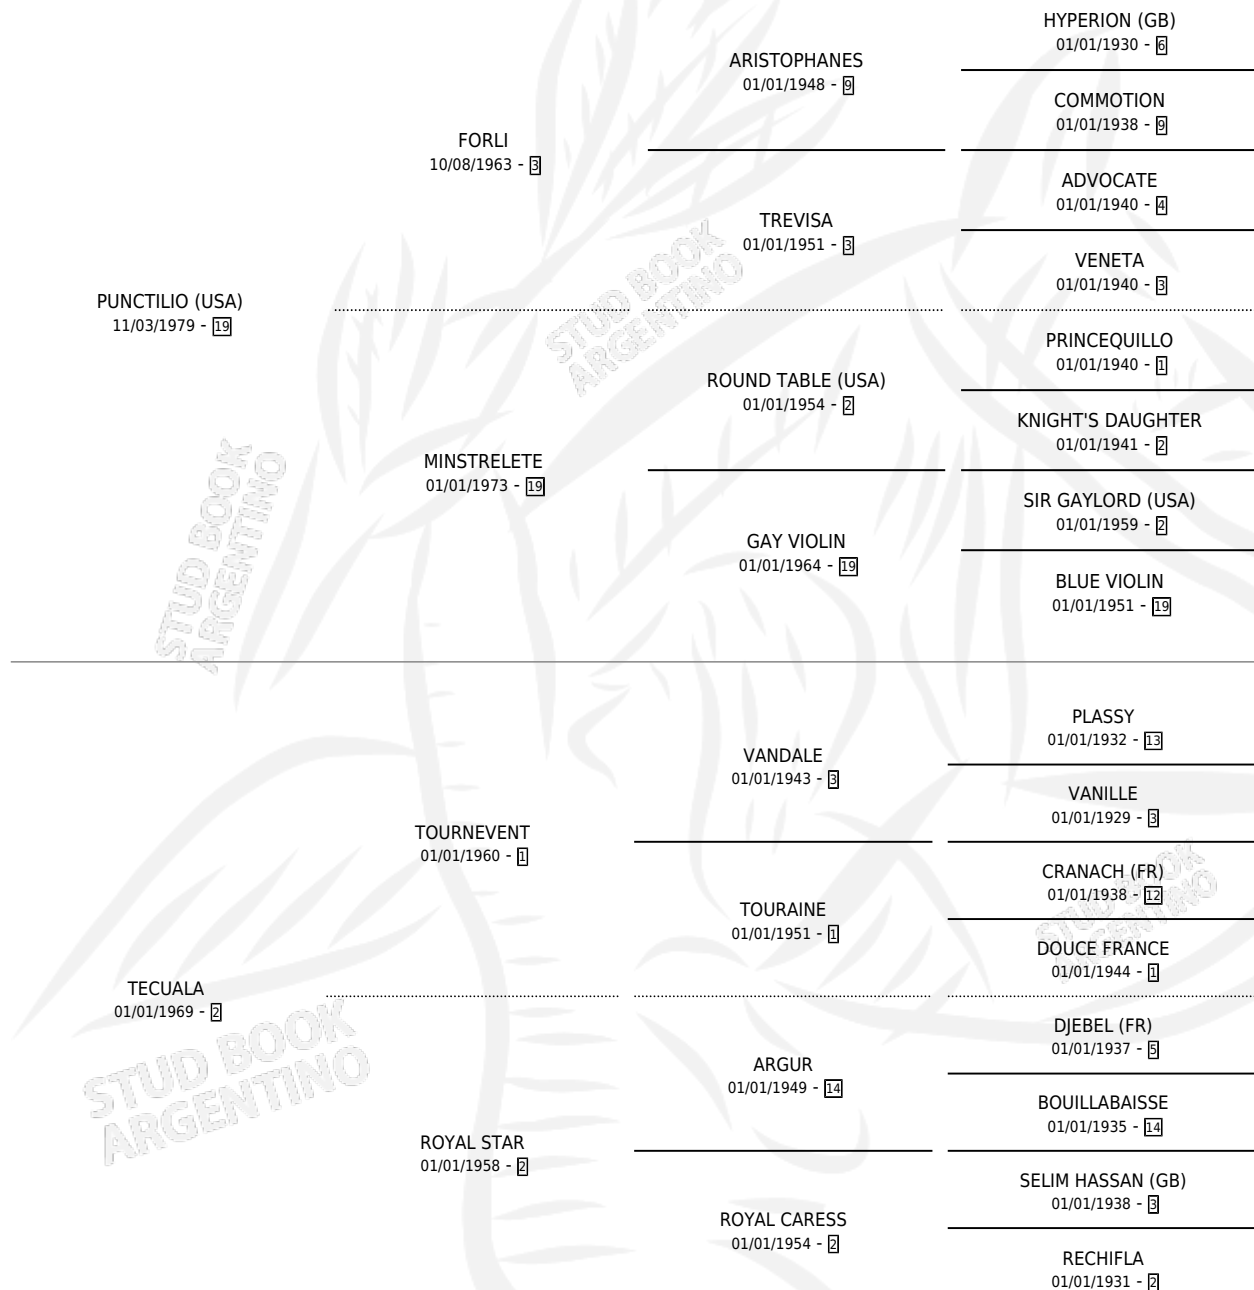 HYPERION (GB)
01/01/1930 - 6
ARISTOPHANES
01/01/1948 - 9
COMMOTION
01/01/1938 - 9
FORLI
10/08/1963 - 3
ADVOCATE
01/01/1940 - 4
TREVISA
01/01/1951 - 3
VENETA
01/01/1940 - 3
PUNCTILIO (USA)
11/03/1979 - 19
PRINCEQUILLO
01/01/1940 - 1
ROUND TABLE (USA)
01/01/1954 - 2
KNIGHT'S DAUGHTER
01/01/1941 - 2
MINSTRELETE
01/01/1973 - 19
SIR GAYLORD (USA)
01/01/1959 - 2
GAY VIOLIN
01/01/1964 - 19
BLUE VIOLIN
01/01/1951 - 19
PLASSY
01/01/1932 - 13
VANDALE
01/01/1943 - 3
VANILLE
01/01/1929 - 3
TOURNEVENT
01/01/1960 - 1
CRANACH (FR)
01/01/1938 - 12
TOURAINE
01/01/1951 - 1
DOUCE FRANCE
01/01/1944 - 1
TECUALA
01/01/1969 - 2
DJEBEL (FR)
01/01/1937 - 5
ARGUR
01/01/1949 - 14
BOUILLABAISSE
01/01/1935 - 14
ROYAL STAR
01/01/1958 - 2
SELIM HASSAN (GB)
01/01/1938 - 3
ROYAL CARESS
01/01/1954 - 2
RECHIFLA
01/01/1931 - 2
STUD BOOK
ARGENTINO
STUD BOOK
ARGENTINO
STUD BOOK
ARGENTINO
STUD BOOK
ARGENTINO